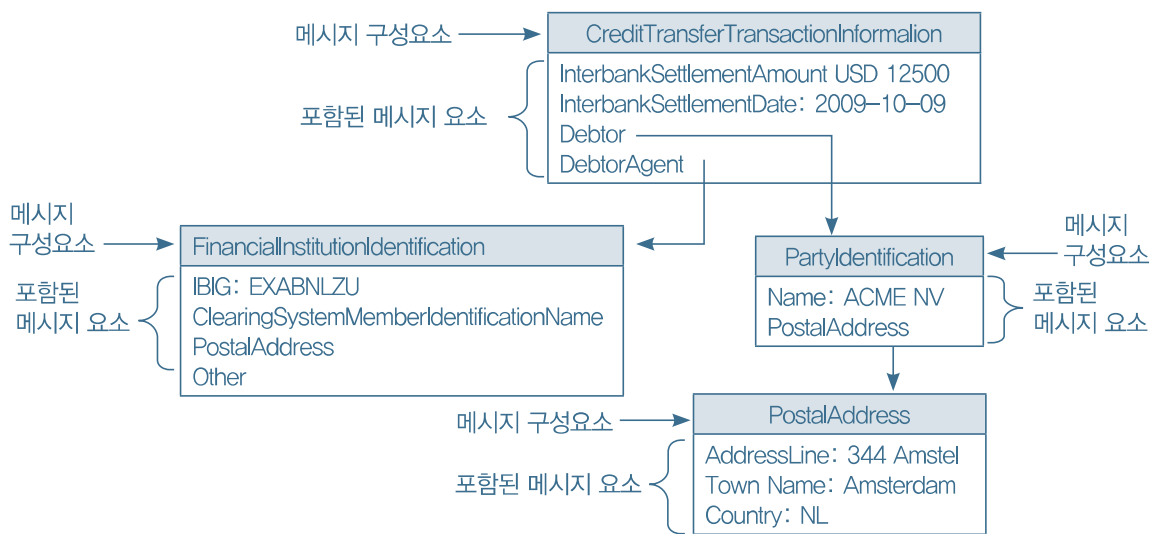 메시지 구성요소
CreditTransferTransactionInformalion
InterbankSettlementAmount USD 12500
InterbankSettlementDate: 2009-10-09
Debtor
DebtorAgent
포함된 메시지 요소
메시지
구성요소
FinancialInstitutionIdentification
IBIG: EXABNLZU
ClearingSystemMemberIdentificationName
PostalAddress
Other
포함된
메시지 요소
메시지
구성요소
PartyIdentification
Name: ACME NV
PostalAddress
포함된
메시지 요소
메시지 구성요소
PostalAddress
AddressLine: 344 Amstel
Town Name: Amsterdam
Country: NL
포함된 메시지 요소